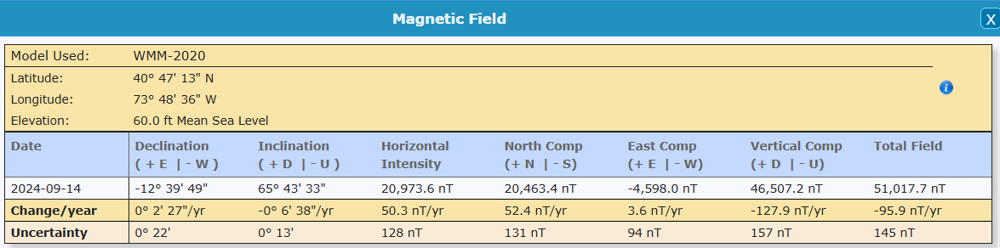 Magnetic Field
X
Model Used: WMM-2020
Latitude: 40° 47' 13" N
Longitude: 73° 48' 36" W
i
Elevation: 60.0 ft Mean Sea Level
Date Declination Inclination Horizontal North Comp East Comp Vertical Comp Total Field
( + E | - W ) ( + D | - U ) Intensity (+ N | - S) (+ E | - W) (+ D | - U)
2024-09-14 -12° 39' 49" 65° 43' 33" 20,973.6 nT 20,463.4 nT -4,598.0 nT 46,507.2 nT 51,017.7 nT
Change/year 0° 2' 27"/yr -0° 6' 38"/yr 50.3 nT/yr 52.4 nT/yr 3.6 nT/yr -127.9 nT/yr -95.9 nT/yr
Uncertainty 0° 22' 0° 13' 128 nT 131 nT 94 nT 157 nT 145 nT